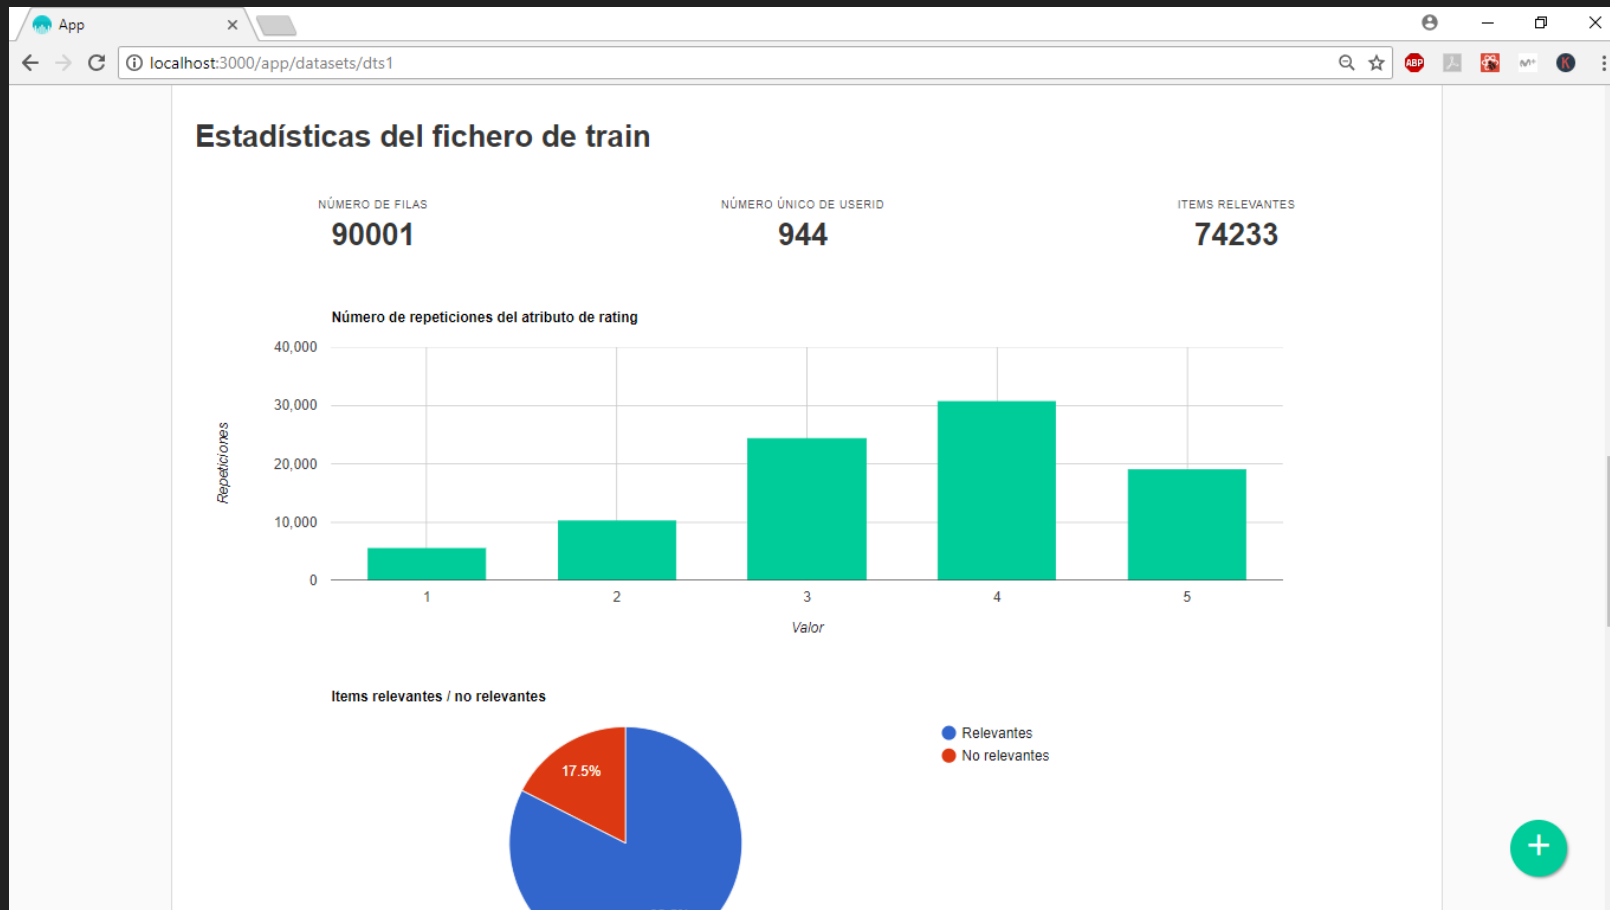 App
localhost:3000/app/datasets/dts1
ABP
K
Estadísticas del fichero de train
NÚMERO DE FILAS
90001
NÚMERO ÚNICO DE USERID
944
ITEMS RELEVANTES
74233
Número de repeticiones del atributo de rating
40,000
30,000
20,000
10,000
0
Repeticiones
1 2 3 4 5
Valor
Items relevantes / no relevantes
17.5%
Relevantes
No relevantes